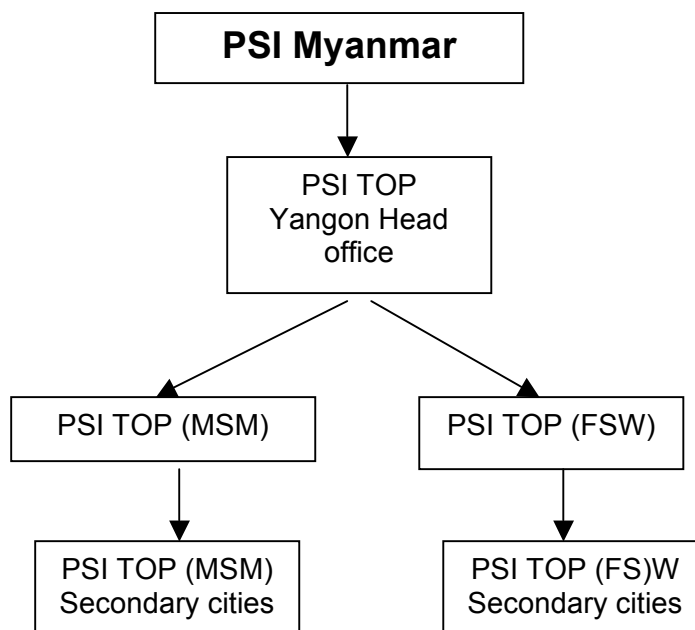 PSI Myanmar
PSI TOP
Yangon Head
office
PSI TOP (MSM)
PSI TOP (FSW)
PSI TOP (MSM)
Secondary cities
PSI TOP (FS)W
Secondary cities